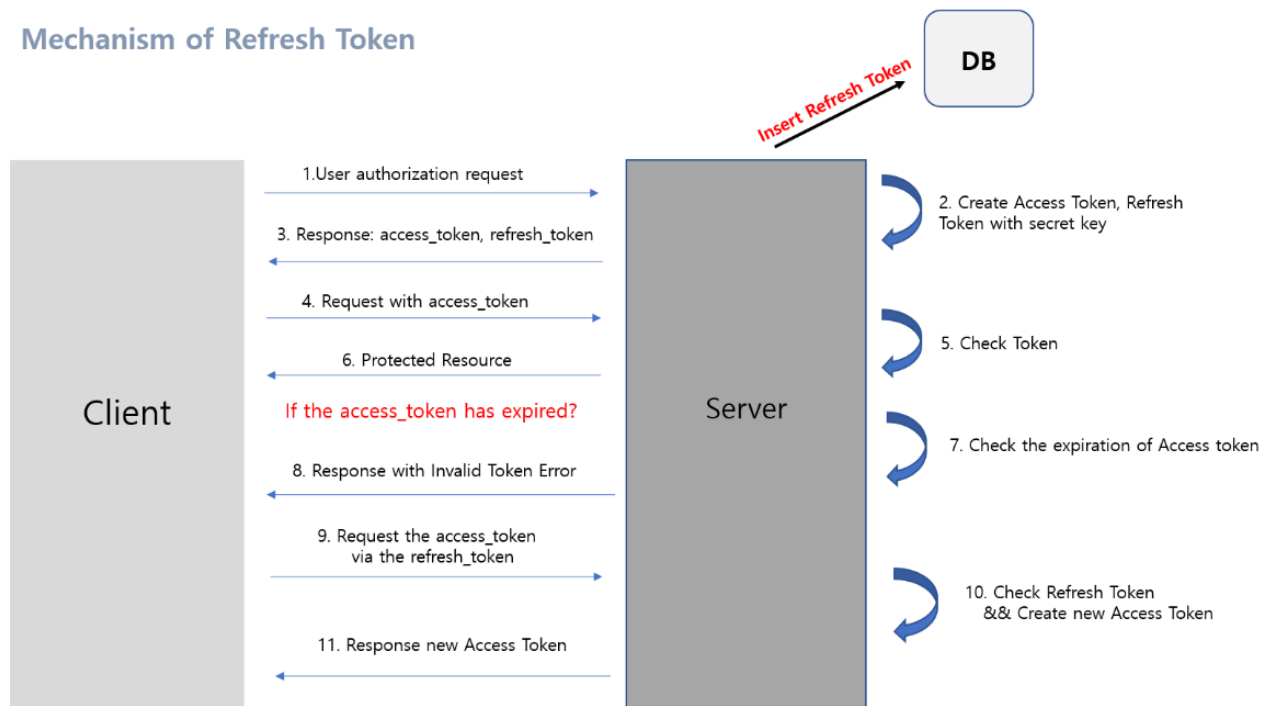 Mechanism of Refresh Token
DB
Insert Refresh Token
1.User authorization request
2. Create Access Token, Refresh
Token with secret key
3. Response: access_token, refresh_token
4. Request with access_token
5. Check Token
6. Protected Resource
Client
If the access_token has expired?
Server
7. Check the expiration of Access token
8. Response with Invalid Token Error
9. Request the access_token
via the refresh_token
10. Check Refresh Token
&& Create new Access Token
11. Response new Access Token